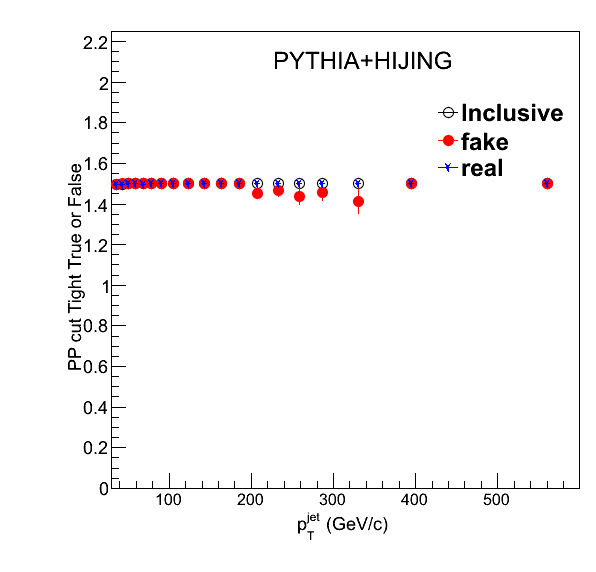 PYTHIA+HIJING
Inclusive
fake
real
PP cut Tight True or False
2.2
2
1.8
1.6
1.4
1.2
1
0.8
0.6
0.4
0.2
0
100 200 300 400 500
p_T^jet (GeV/c)